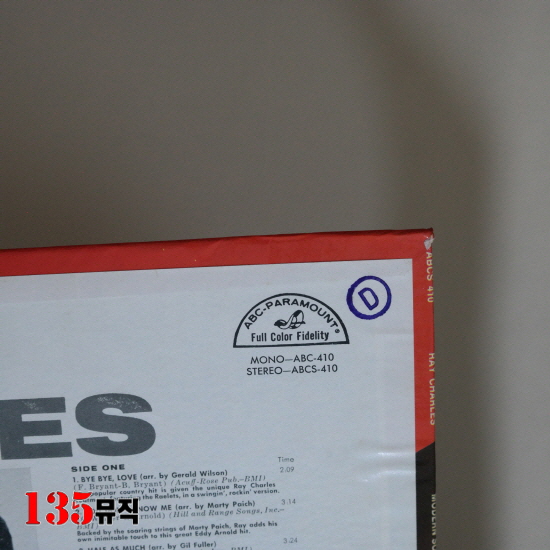 ABC-PARAMOUNT
Full Color Fidelity
D
MONO—ABC-410
STEREO—ABCS-410
ES
SIDE ONE
Time
1. BYE BYE, LOVE (arr. by Gerald Wilson) 2.09
(F. Bryant-B. Bryant) (Acuff-Rose Pub.—BMI)
popular country hit is given the unique Ray Charles
the Raelets, in a swingin', rockin' version.
NOW ME (arr. by Marty Paich) 3.14
(Hill and Range Songs, Inc.—
Backed by the soaring strings of Marty Paich, Ray adds his
own inimitable touch to this great Eddy Arnold hit.
HALF AS MUCH (arr. by Gil Fuller) 3.24
ABCS 410
RAY CHARLES
MODERN
135뮤직